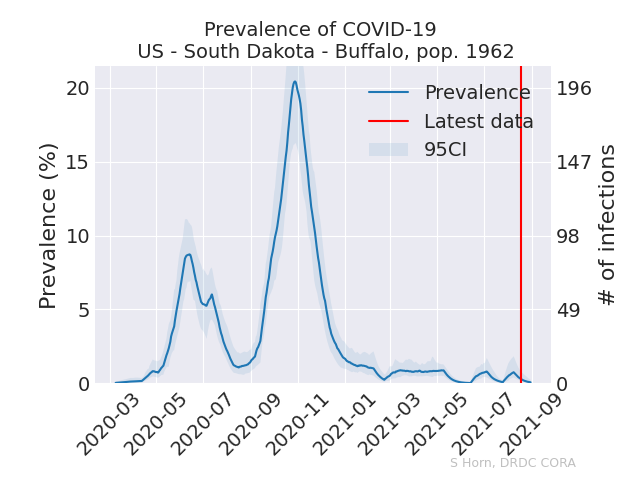 Prevalence of COVID-19
US - South Dakota - Buffalo, pop. 1962
Prevalence
Latest data
95CI
Prevalence (%)
20
15
10
5
0
# of infections
196
147
98
49
0
2020-03
2020-05
2020-07
2020-09
2020-11
2021-01
2021-03
2021-05
2021-07
2021-09
S Horn, DRDC CORA